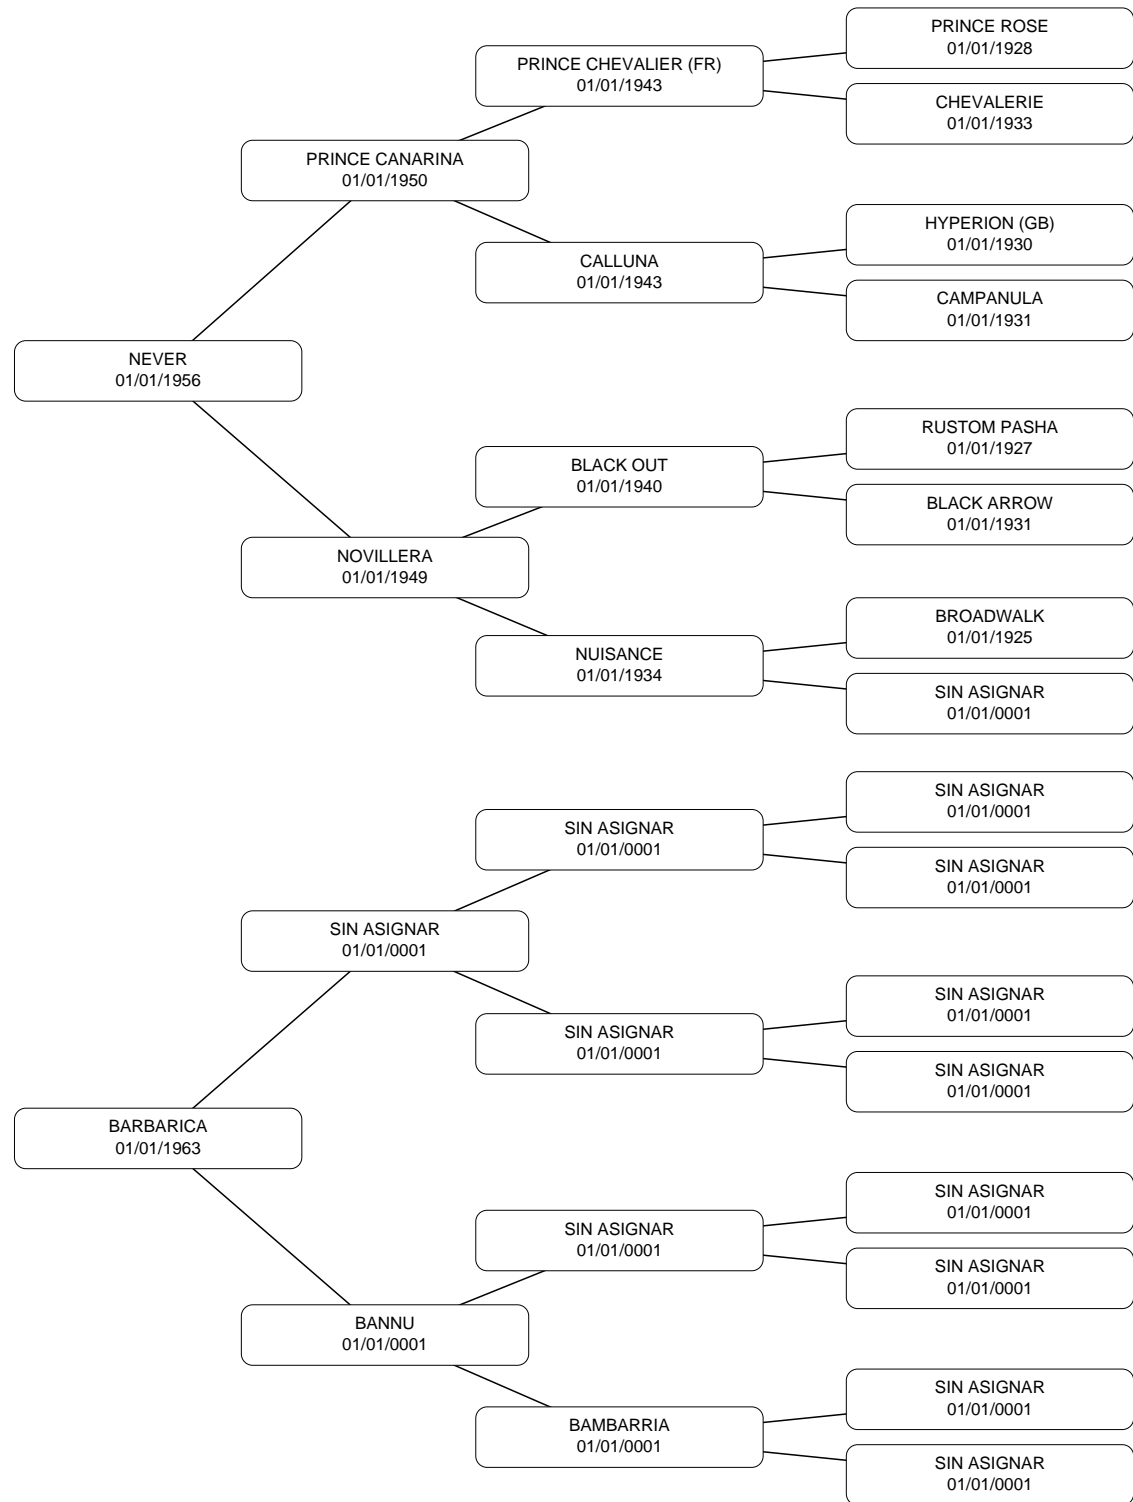 PRINCE ROSE
01/01/1928
PRINCE CHEVALIER (FR)
01/01/1943
CHEVALERIE
01/01/1933
PRINCE CANARINA
01/01/1950
HYPERION (GB)
01/01/1930
CALLUNA
01/01/1943
CAMPANULA
01/01/1931
NEVER
01/01/1956
RUSTOM PASHA
01/01/1927
BLACK OUT
01/01/1940
BLACK ARROW
01/01/1931
NOVILLERA
01/01/1949
BROADWALK
01/01/1925
NUISANCE
01/01/1934
SIN ASIGNAR
01/01/0001
SIN ASIGNAR
01/01/0001
SIN ASIGNAR
01/01/0001
SIN ASIGNAR
01/01/0001
SIN ASIGNAR
01/01/0001
SIN ASIGNAR
01/01/0001
SIN ASIGNAR
01/01/0001
SIN ASIGNAR
01/01/0001
BARBARICA
01/01/1963
SIN ASIGNAR
01/01/0001
SIN ASIGNAR
01/01/0001
SIN ASIGNAR
01/01/0001
BANNU
01/01/0001
SIN ASIGNAR
01/01/0001
BAMBARRIA
01/01/0001
SIN ASIGNAR
01/01/0001